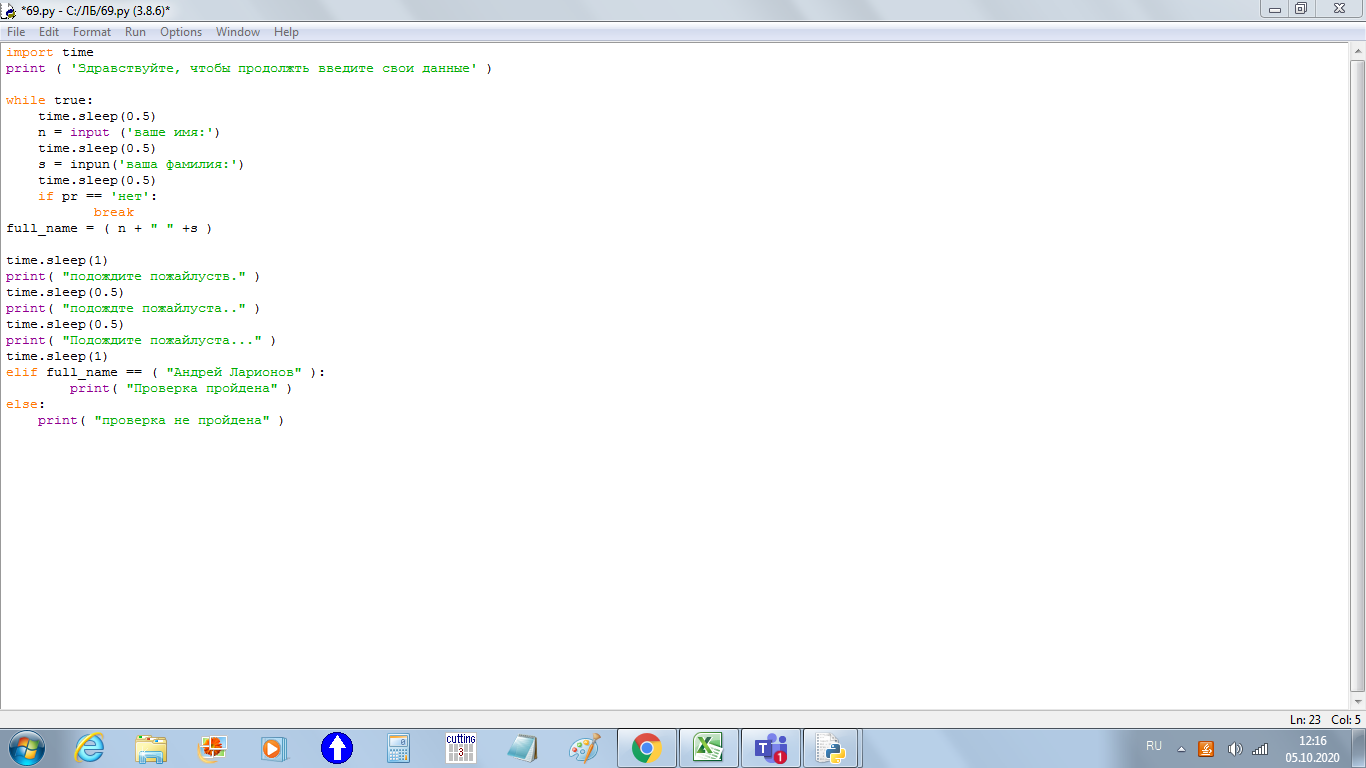 *69.py - C://ЛБ/69.py (3.8.6)*
File Edit Format Run Options Window Help
import time
print ( 'Здравствуйте, чтобы продолжть введите свои данные' )
while true:
    time.sleep(0.5)
    n = input ('ваше имя:')
    time.sleep(0.5)
    s = inpun('ваша фамилия:')
    time.sleep(0.5)
    if pr == 'нет':
           break
full_name = ( n + " " +s )
time.sleep(1)
print( "подождите пожайлуств." )
time.sleep(0.5)
print( "подождте пожайлуста.." )
time.sleep(0.5)
print( "Подождите пожайлуста..." )
time.sleep(1)
elif full_name == ( "Андрей Ларионов" ):
        print( "Проверка пройдена" )
else:
    print( "проверка не пройдена" )
Ln: 23 Col: 5
cutting
3
1
RU
12:16
05.10.2020